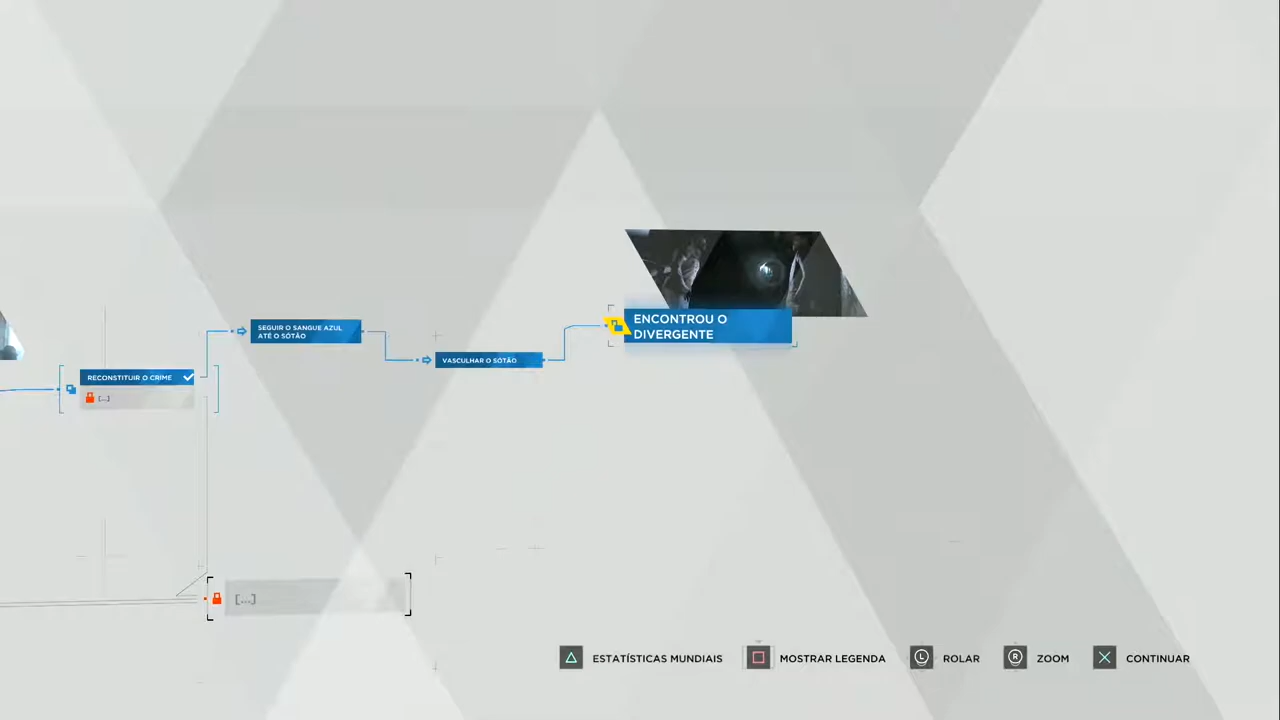 ENCONTROU O
DIVERGENTE
SEGUIR O SANGUE AZUL
ATÉ O SÓTÃO
VASCULHAR O SÓTÃO
RECONSTITUIR O CRIME
[...]
[...]
ESTATÍSTICAS MUNDIAIS
MOSTRAR LEGENDA
L ROLAR
R ZOOM
CONTINUAR